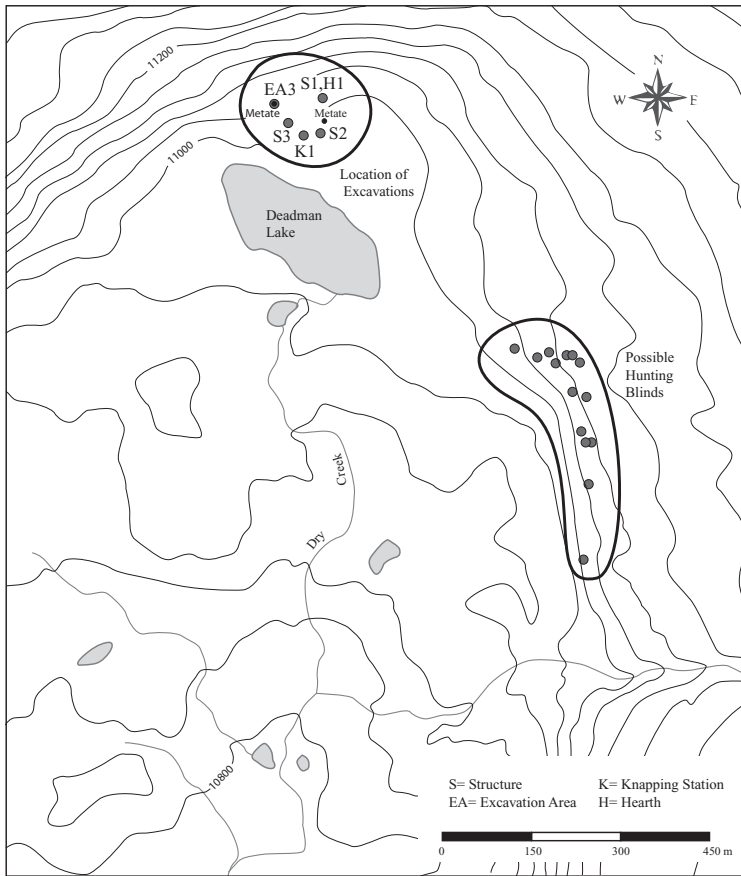 11200
EA3
S1,H1
Metate
Metate
S3
S2
K1
11000
N
W E
S
Location of
Excavations
Deadman
Lake
Possible
Hunting
Blinds
Creek
Dry
10800
S= Structure
K= Knapping Station
EA= Excavation Area
H= Hearth
0
150
300
450 m